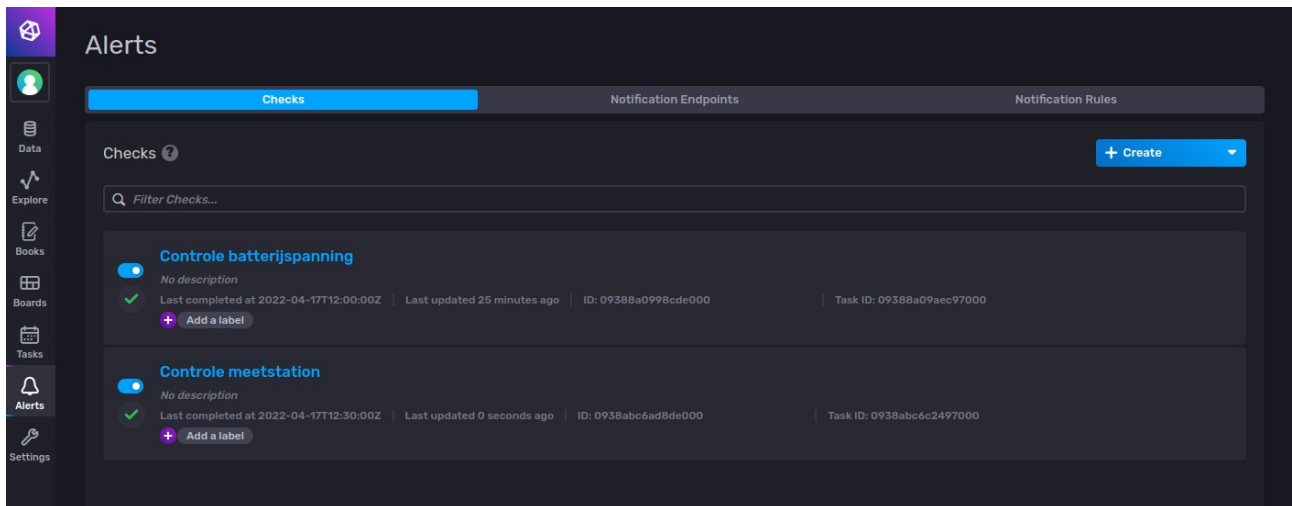 Alerts
Checks Notification Endpoints Notification Rules
Data
Checks ?
+ Create
Explore
Filter Checks...
Books
Controle batterijspanning
No description
Boards
Last completed at 2022-04-17T12:00:00Z Last updated 25 minutes ago ID: 09388a0998cde000 Task ID: 09388a09aec97000
+ Add a label
Tasks
Controle meetstation
No description
Alerts
Last completed at 2022-04-17T12:30:00Z Last updated 0 seconds ago ID: 0938abc6ad8de000 Task ID: 0938abc6c2497000
+ Add a label
Settings